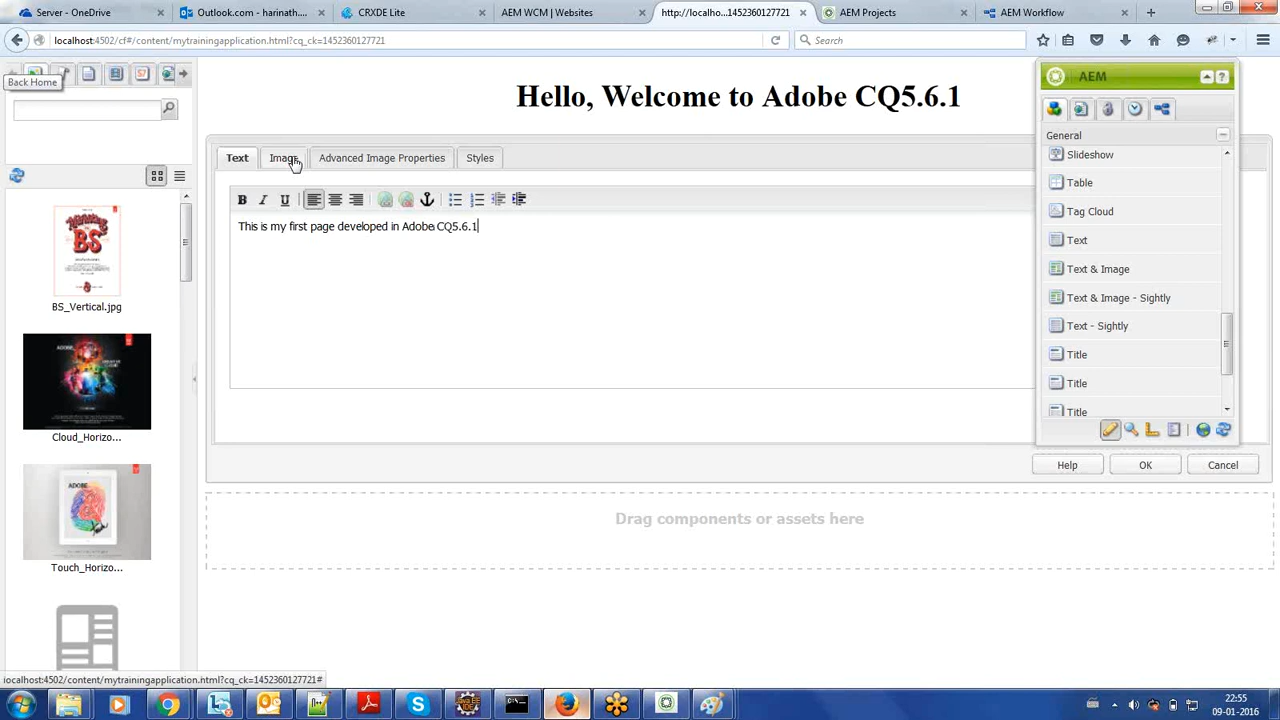 Server - OneDrive
Outlook.com - harinath....
CRXDE Lite
AEM WCM | Websites
http://localho...1452360127721
AEM Projects
AEM Workflow
localhost:4502/cf#/content/mytrainingapplication.html?cq_ck=1452360127721
Search
Back Home
Hello, Welcome to Adobe CQ5.6.1
AEM
Text
Image
Advanced Image Properties
Styles
General
Slideshow
Table
Tag Cloud
Text
Text & Image
Text & Image - Sightly
Text - Sightly
Title
Title
Title
B I U
This is my first page developed in Adobe CQ5.6.1
BS_Vertical.jpg
ADOBE
Cloud_Horizo...
ADOBE
Touch_Horizo...
Help
OK
Cancel
Drag components or assets here
localhost:4502/content/mytrainingapplication.html?cq_ck=1452360127721#
22:55
09-01-2016